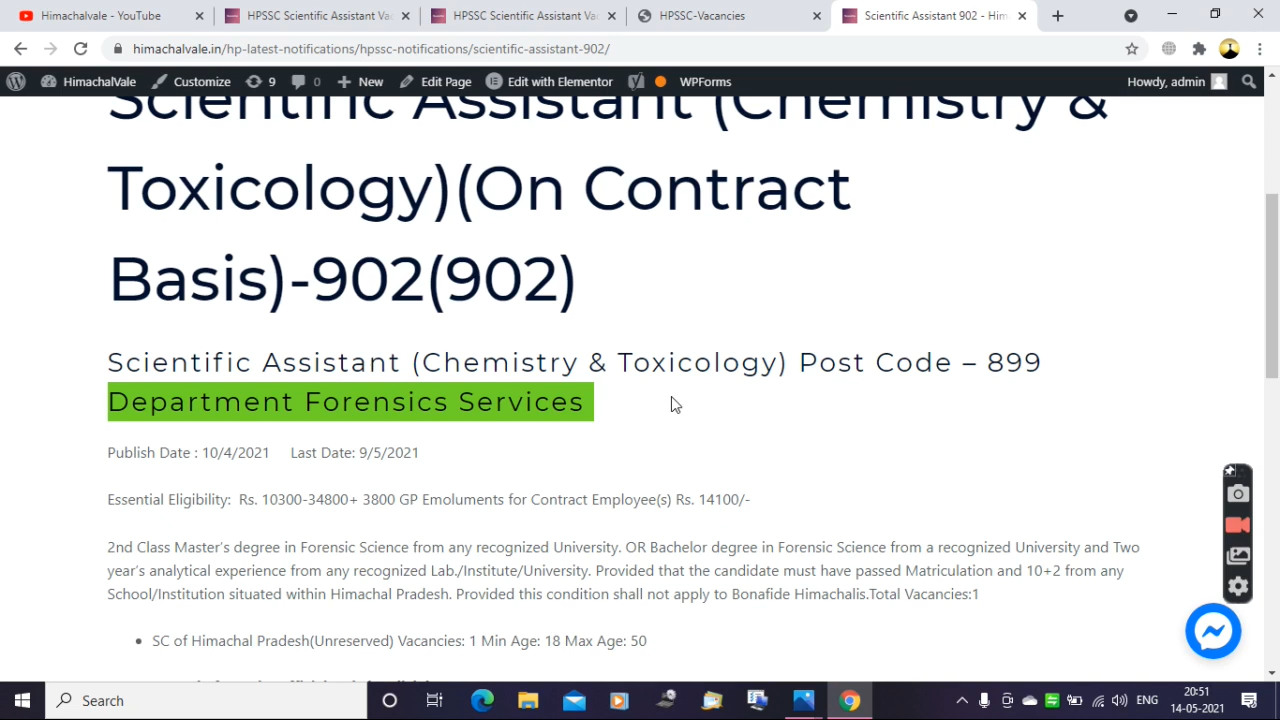 Himachalvale - YouTube
HPSSC Scientific Assistant Va
HPSSC Scientific Assistant Va
HPSSC-Vacancies
Scientific Assistant 902 - Him
himachalvale.in/hp-latest-notifications/hpssc-notifications/scientific-assistant-902/
HimachalVale
Customize
9
0
New
Edit Page
Edit with Elementor
WPForms
Howdy, admin
Scientific Assistant (Chemistry &
Toxicology)(On Contract
Basis)-902(902)
Scientific Assistant (Chemistry & Toxicology) Post Code – 899
Department Forensics Services
Publish Date : 10/4/2021 Last Date: 9/5/2021
Essential Eligibility: Rs. 10300-34800+ 3800 GP Emoluments for Contract Employee(s) Rs. 14100/-
2nd Class Master's degree in Forensic Science from any recognized University. OR Bachelor degree in Forensic Science from a recognized University and Two
year's analytical experience from any recognized Lab./Institute/University. Provided that the candidate must have passed Matriculation and 10+2 from any
School/Institution situated within Himachal Pradesh. Provided this condition shall not apply to Bonafide Himachalis.Total Vacancies:1
SC of Himachal Pradesh(Unreserved) Vacancies: 1 Min Age: 18 Max Age: 50
Search
ENG
20:51
14-05-2021